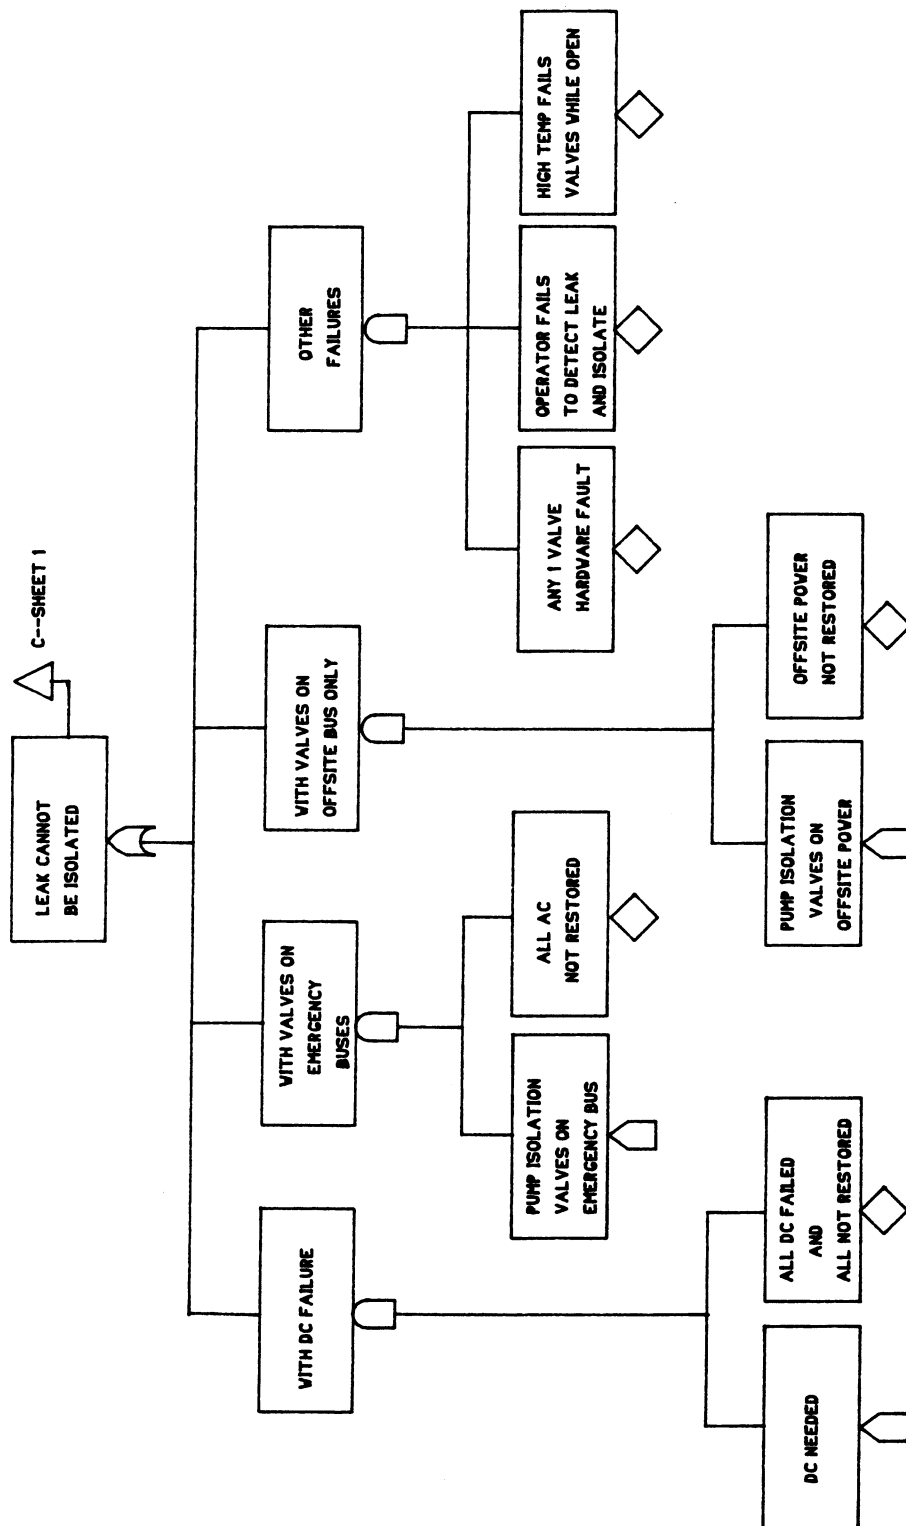 C--SHEET 1
LEAK CANNOT
BE ISOLATED
WITH DC FAILURE
WITH VALVES ON
EMERGENCY
BUSES
WITH VALVES ON
OFFSITE BUS ONLY
OTHER
FAILURES
PUMP ISOLATION
VALVES ON
EMERGENCY BUS
ALL AC
NOT RESTORED
ANY 1 VALVE
HARDWARE FAULT
OPERATOR FAILS
TO DETECT LEAK
AND ISOLATE
HIGH TEMP FAILS
VALVES WHILE OPEN
DC NEEDED
ALL DC FAILED
AND
ALL NOT RESTORED
PUMP ISOLATION
VALVES ON
OFFSITE POWER
OFFSITE POWER
NOT RESTORED